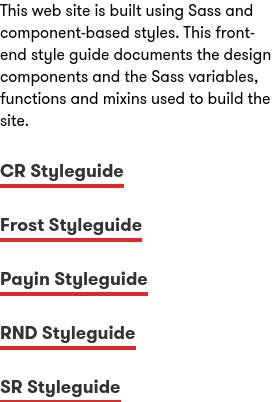 This web site is built using Sass and
component-based styles. This front-
end style guide documents the design
components and the Sass variables,
functions and mixins used to build the
site.
CR Styleguide
Frost Styleguide
Payin Styleguide
RND Styleguide
SR Styleguide